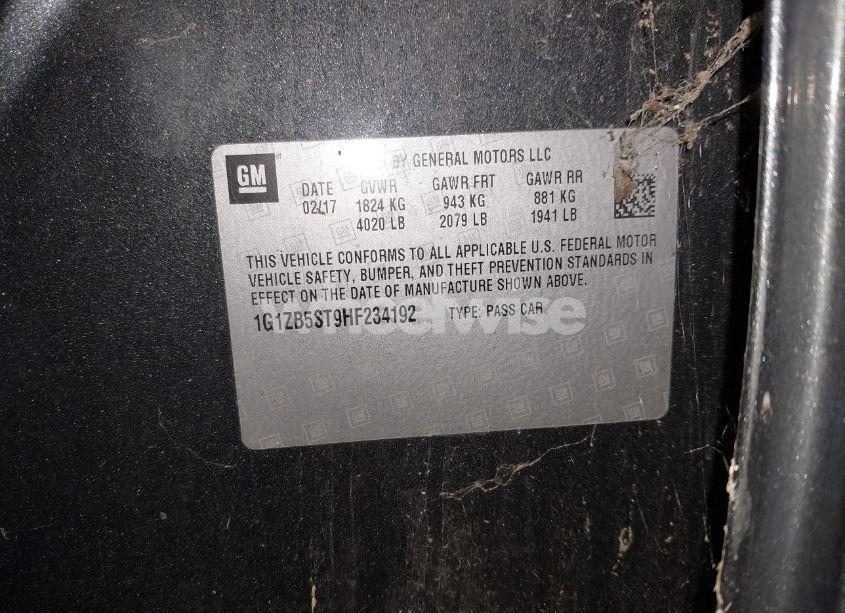 GM
BY GENERAL MOTORS LLC
DATE GVWR GAWR FRT GAWR RR
02/17 1824 KG 943 KG 881 KG
4020 LB 2079 LB 1941 LB
THIS VEHICLE CONFORMS TO ALL APPLICABLE U.S. FEDERAL MOTOR
VEHICLE SAFETY, BUMPER, AND THEFT PREVENTION STANDARDS IN
EFFECT ON THE DATE OF MANUFACTURE SHOWN ABOVE.
1G1ZB5ST9HF234192 TYPE: PASS CAR